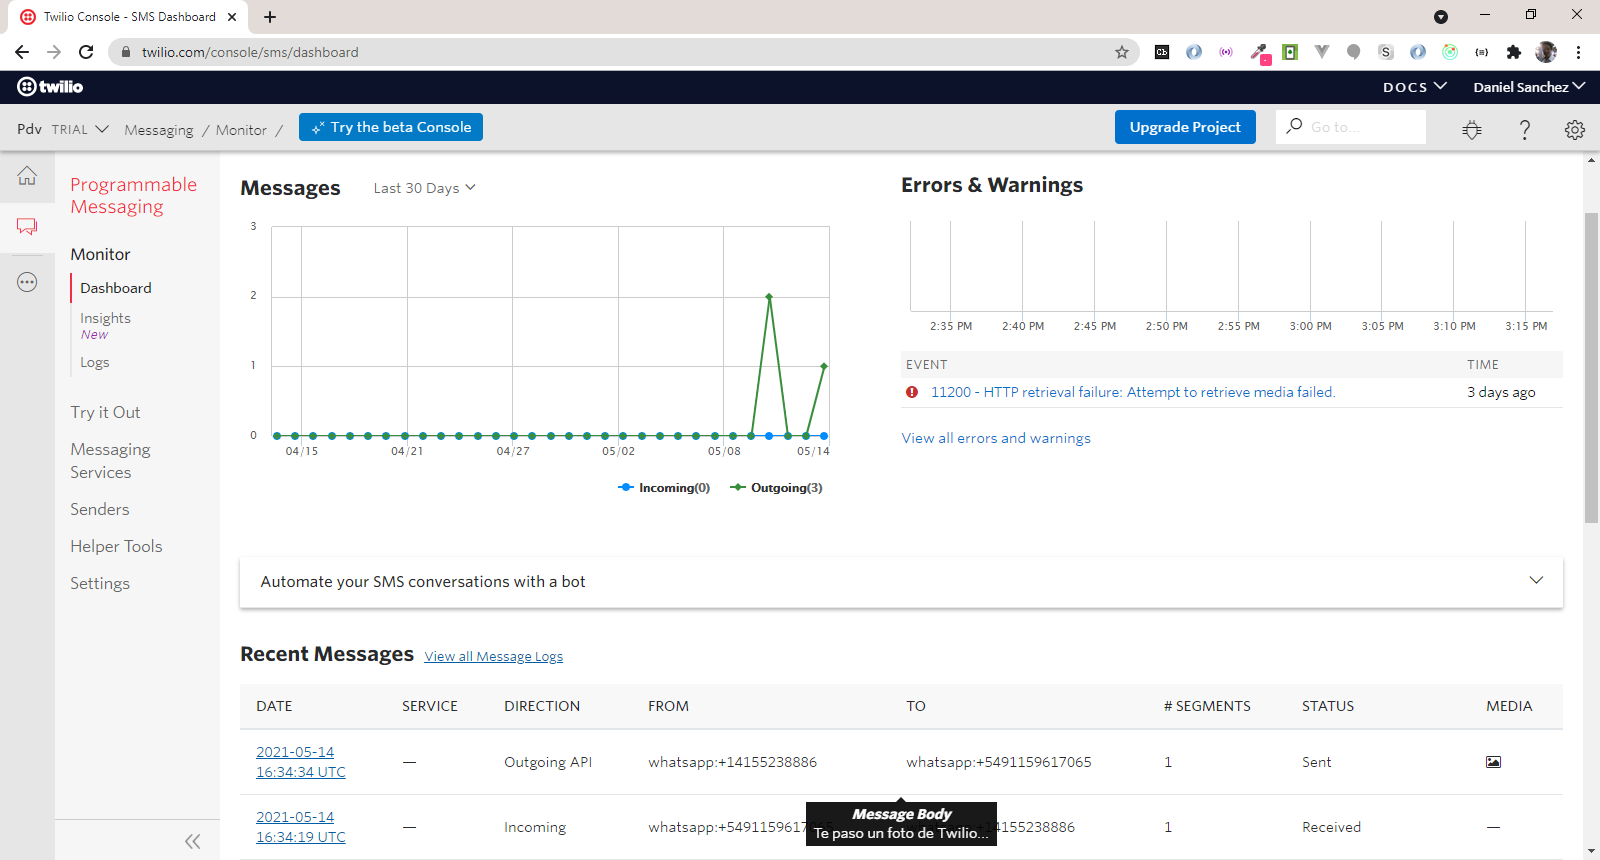 Twilio Console - SMS Dashboard
twilio.com/console/sms/dashboard
twilio
DOCS
Daniel Sanchez
Pdv TRIAL
Messaging / Monitor /
Try the beta Console
Upgrade Project
Go to...
Programmable
Messaging
Monitor
Dashboard
Insights
New
Logs
Try it Out
Messaging
Services
Senders
Helper Tools
Settings
Messages
Last 30 Days
3
2
1
0
04/15 04/21 04/27 05/02 05/08 05/14
Incoming(0) Outgoing(3)
Errors & Warnings
2:35 PM 2:40 PM 2:45 PM 2:50 PM 2:55 PM 3:00 PM 3:05 PM 3:10 PM 3:15 PM
EVENT TIME
11200 - HTTP retrieval failure: Attempt to retrieve media failed. 3 days ago
View all errors and warnings
Automate your SMS conversations with a bot
Recent Messages View all Message Logs
DATE SERVICE DIRECTION FROM TO # SEGMENTS STATUS MEDIA
2021-05-14
16:34:34 UTC
— Outgoing API whatsapp:+14155238886 whatsapp:+5491159617065 1 Sent
Message Body
Te paso un foto de Twilio...
2021-05-14
16:34:19 UTC
— Incoming whatsapp:+5491159617065 14155238886 1 Received —